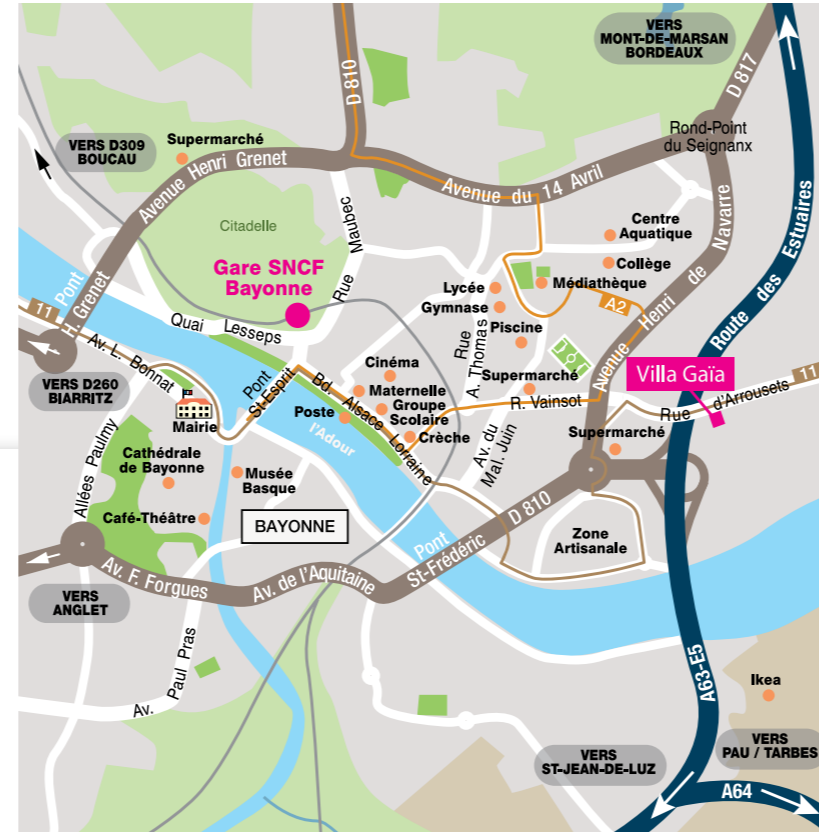 VERS
MONT-DE-MARSAN
BORDEAUX
D 810
D 817
VERS D309
BOUCAU
Supermarché
Avenue Henri Grenet
Rond-Point
du Seignanx
Avenue du 14 Avril
Citadelle
Rue Maubec
Centre
Aquatique
Gare SNCF
Bayonne
Collège
Lycée
Médiathèque
Gymnase
A2
Avenue Henri de Navarre
Route des Estuaires
Pont
H. Grenet
11
Quai Lesseps
Rue
A. Thomas
Piscine
Av. L. Bonnat
VERS D260
BIARRITZ
Pont
St-Esprit
Cinéma
Maternelle
Groupe
Scolaire
Crèche
Bd. Alsace Lorraine
Supermarché
R. Vainsot
Villa Gaïa
Rue d'Arrousets
11
Mairie
Poste
l'Adour
Av. du
Mal. Juin
Supermarché
Allées Paulmy
Cathédrale
de Bayonne
Musée
Basque
Café-Théâtre
BAYONNE
Pont
St-Frédéric
D 810
Zone
Artisanale
Av. F. Forgues
Av. de l'Aquitaine
VERS
ANGLET
Av. Paul Pras
A63-E5
Ikea
VERS
PAU / TARBES
VERS
ST-JEAN-DE-LUZ
A64